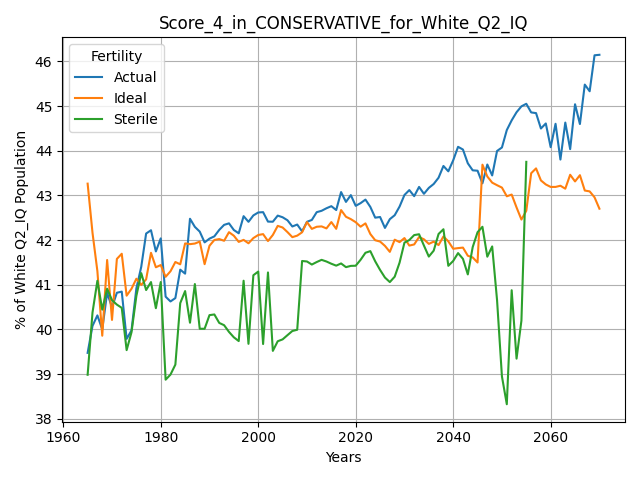 Score_4_in_CONSERVATIVE_for_White_Q2_IQ
Fertility
Actual
Ideal
Sterile
% of White Q2_IQ Population
46
45
44
43
42
41
40
39
38
1960
1980
2000
2020
2040
2060
Years